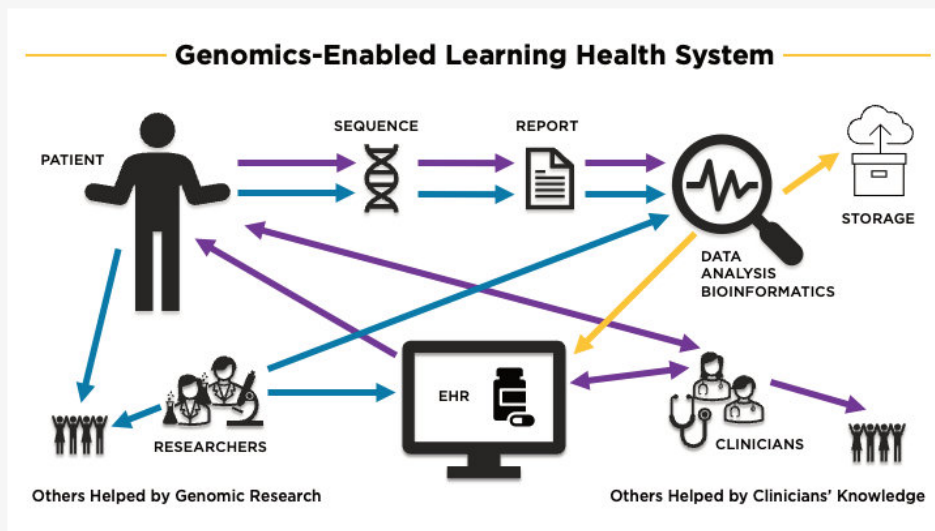 Genomics-Enabled Learning Health System
PATIENT
SEQUENCE
REPORT
STORAGE
DATA
ANALYSIS
BIOINFORMATICS
EHR
RESEARCHERS
CLINICIANS
Others Helped by Genomic Research
Others Helped by Clinicians' Knowledge